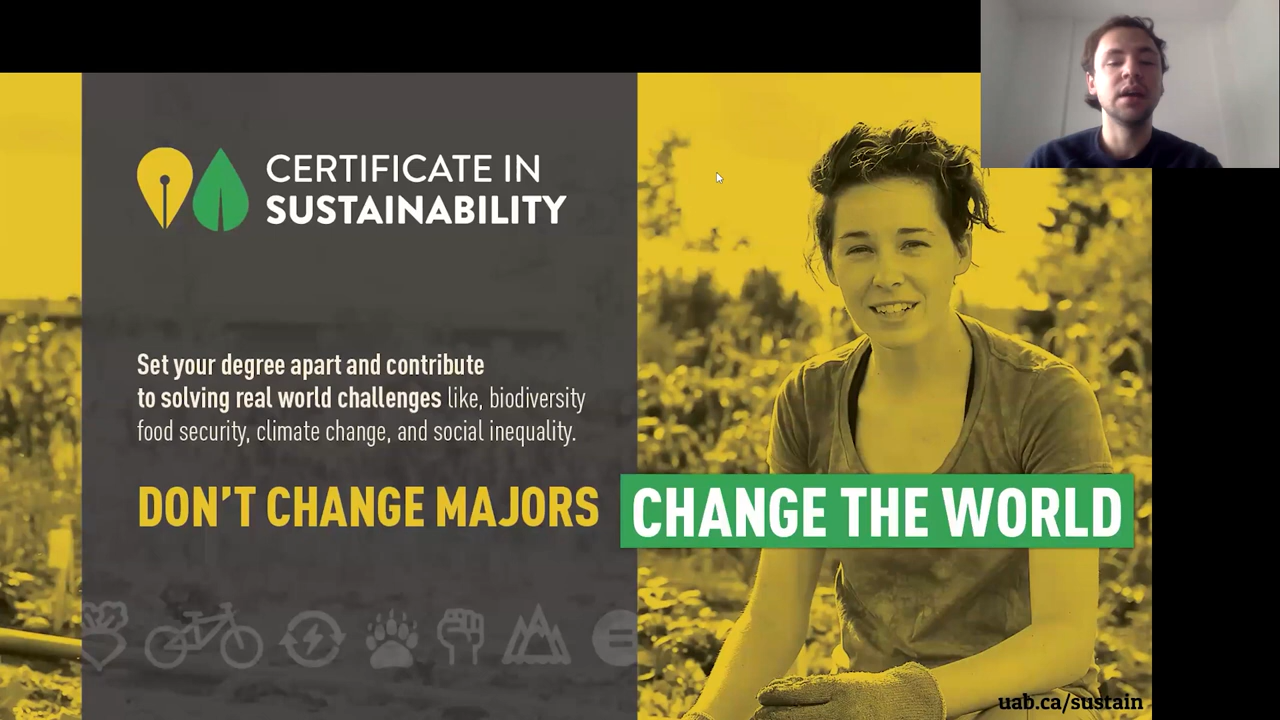 CERTIFICATE IN
SUSTAINABILITY
Set your degree apart and contribute
to solving real world challenges like, biodiversity
food security, climate change, and social inequality.
DON'T CHANGE MAJORS
CHANGE THE WORLD
uab.ca/sustain